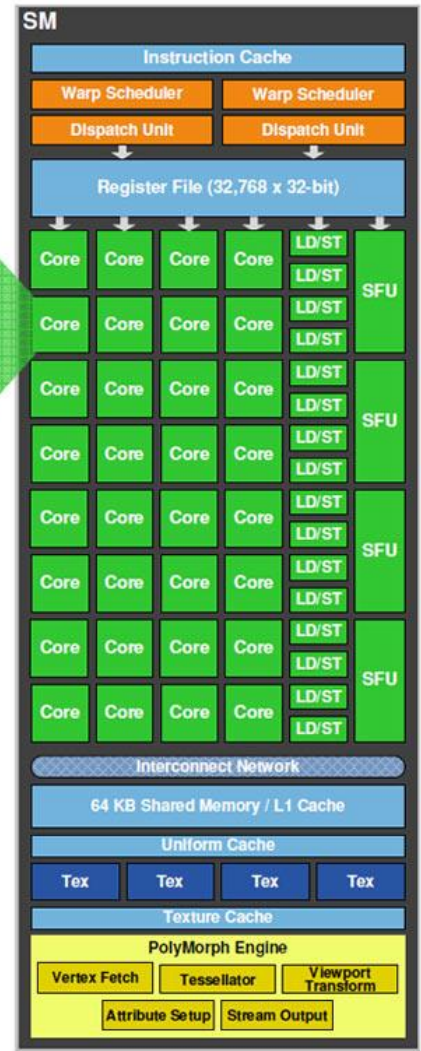 SM
Instruction Cache
Warp Scheduler Warp Scheduler
Dispatch Unit Dispatch Unit
Register File (32,768 x 32-bit)
Core Core Core Core LD/ST LD/ST SFU
Core Core Core Core LD/ST LD/ST
Core Core Core Core LD/ST LD/ST SFU
Core Core Core Core LD/ST LD/ST
Core Core Core Core LD/ST LD/ST SFU
Core Core Core Core LD/ST LD/ST
Core Core Core Core LD/ST LD/ST SFU
Core Core Core Core LD/ST LD/ST
Interconnect Network
64 KB Shared Memory / L1 Cache
Uniform Cache
Tex Tex Tex Tex
Texture Cache
PolyMorph Engine
Vertex Fetch Tessellator Viewport Transform
Attribute Setup Stream Output